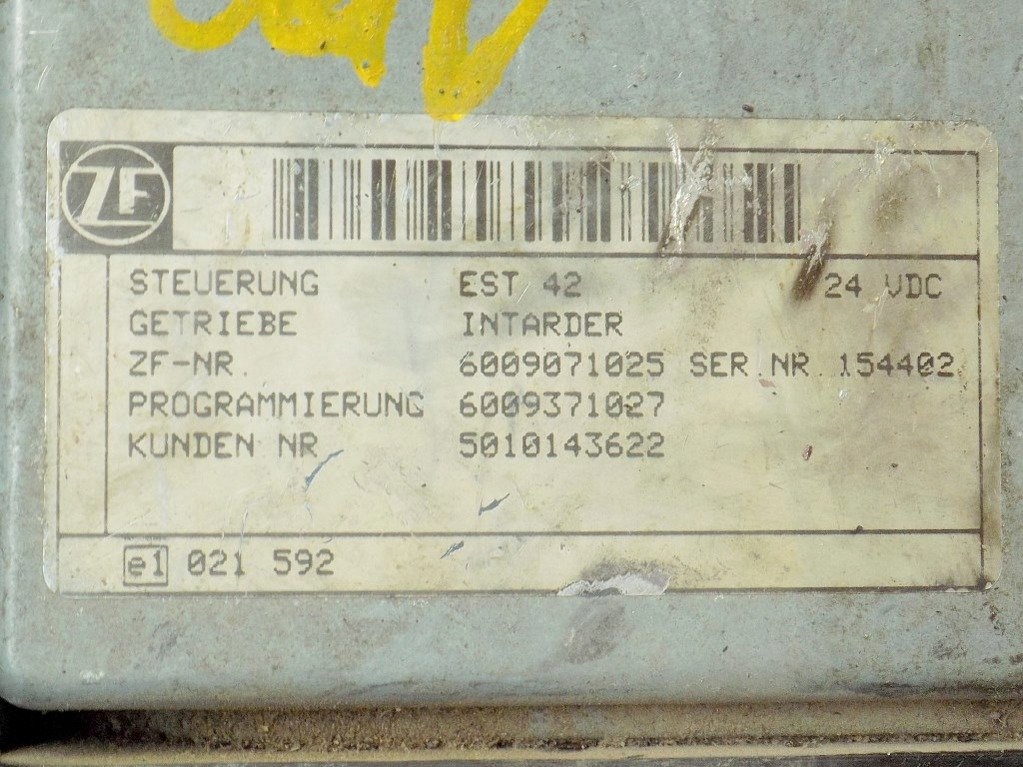 ZF
STEUERUNG EST 42 24 VDC
GETRIEBE INTARDER
ZF-NR. 6009071025 SER.NR.154402
PROGRAMMIERUNG 6009371027
KUNDEN NR 5010143622
e1 021 592